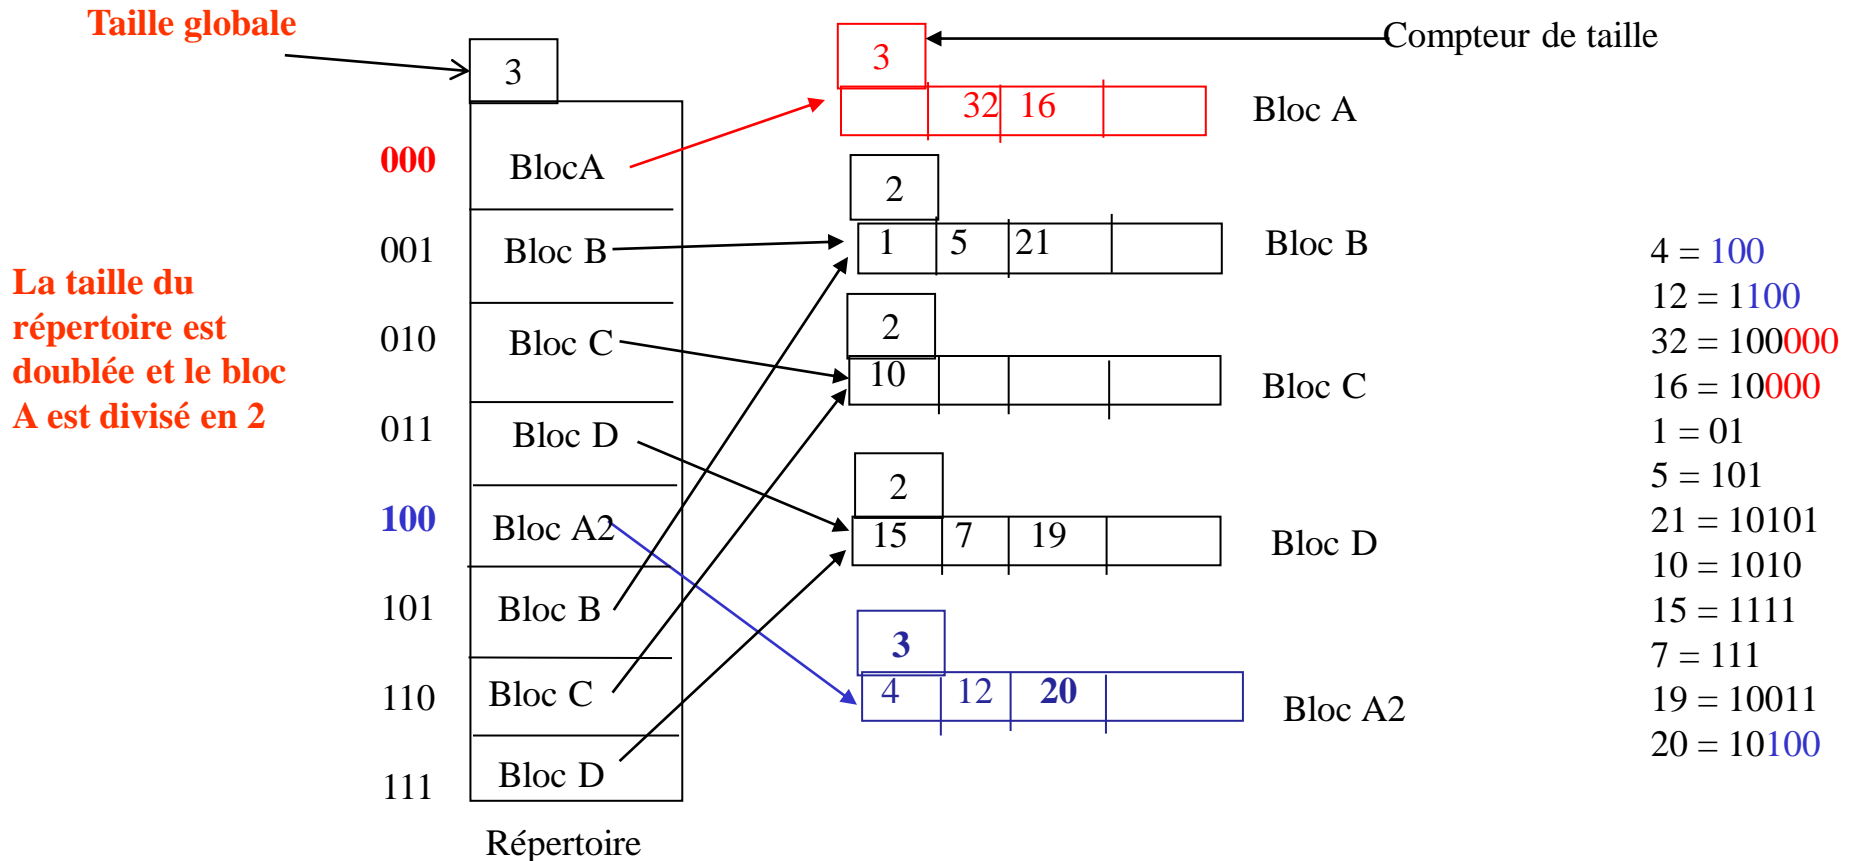 Taille globale
3
000 BlocA
001 Bloc B
010 Bloc C
011 Bloc D
100 Bloc A2
101 Bloc B
110 Bloc C
111 Bloc D
Répertoire
La taille du
répertoire est
doublée et le bloc
A est divisé en 2
Compteur de taille
3
32 16 Bloc A
2
1 5 21 Bloc B
2
10 Bloc C
2
15 7 19 Bloc D
3
4 12 20 Bloc A2
4 = 100
12 = 1100
32 = 100000
16 = 10000
1 = 01
5 = 101
21 = 10101
10 = 1010
15 = 1111
7 = 111
19 = 10011
20 = 10100